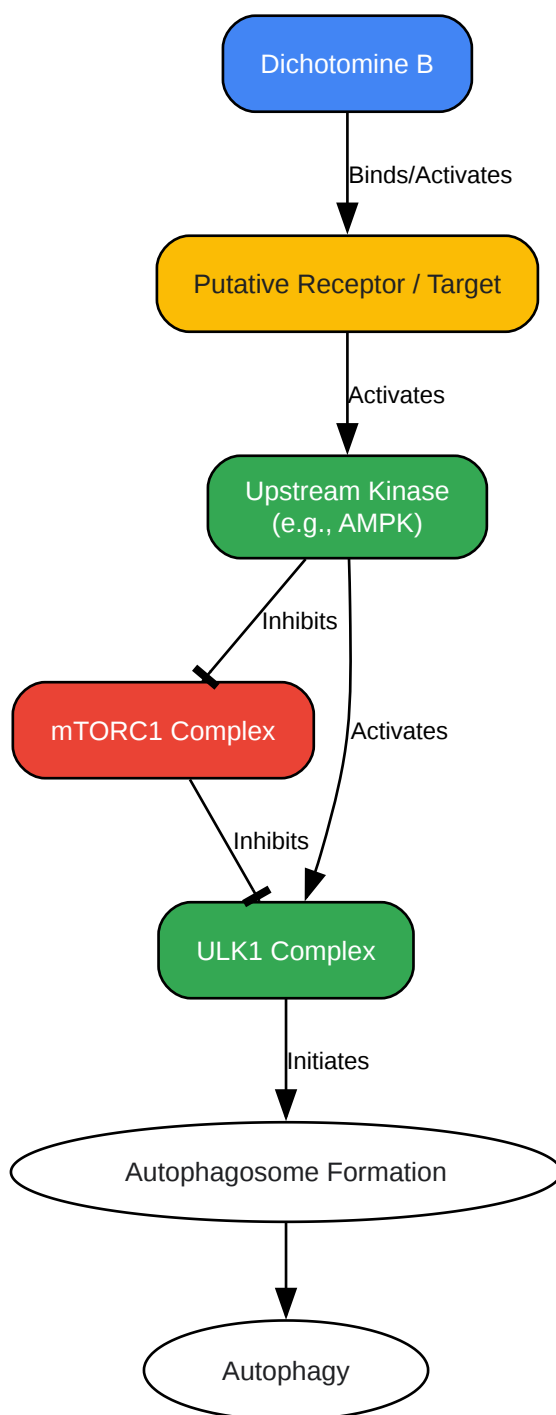 Dichotomine B
Binds/Activates
Putative Receptor / Target
Activates
Upstream Kinase
(e.g., AMPK)
Inhibits
mTORC1 Complex
Activates
Inhibits
ULK1 Complex
Initiates
Autophagosome Formation
Autophagy